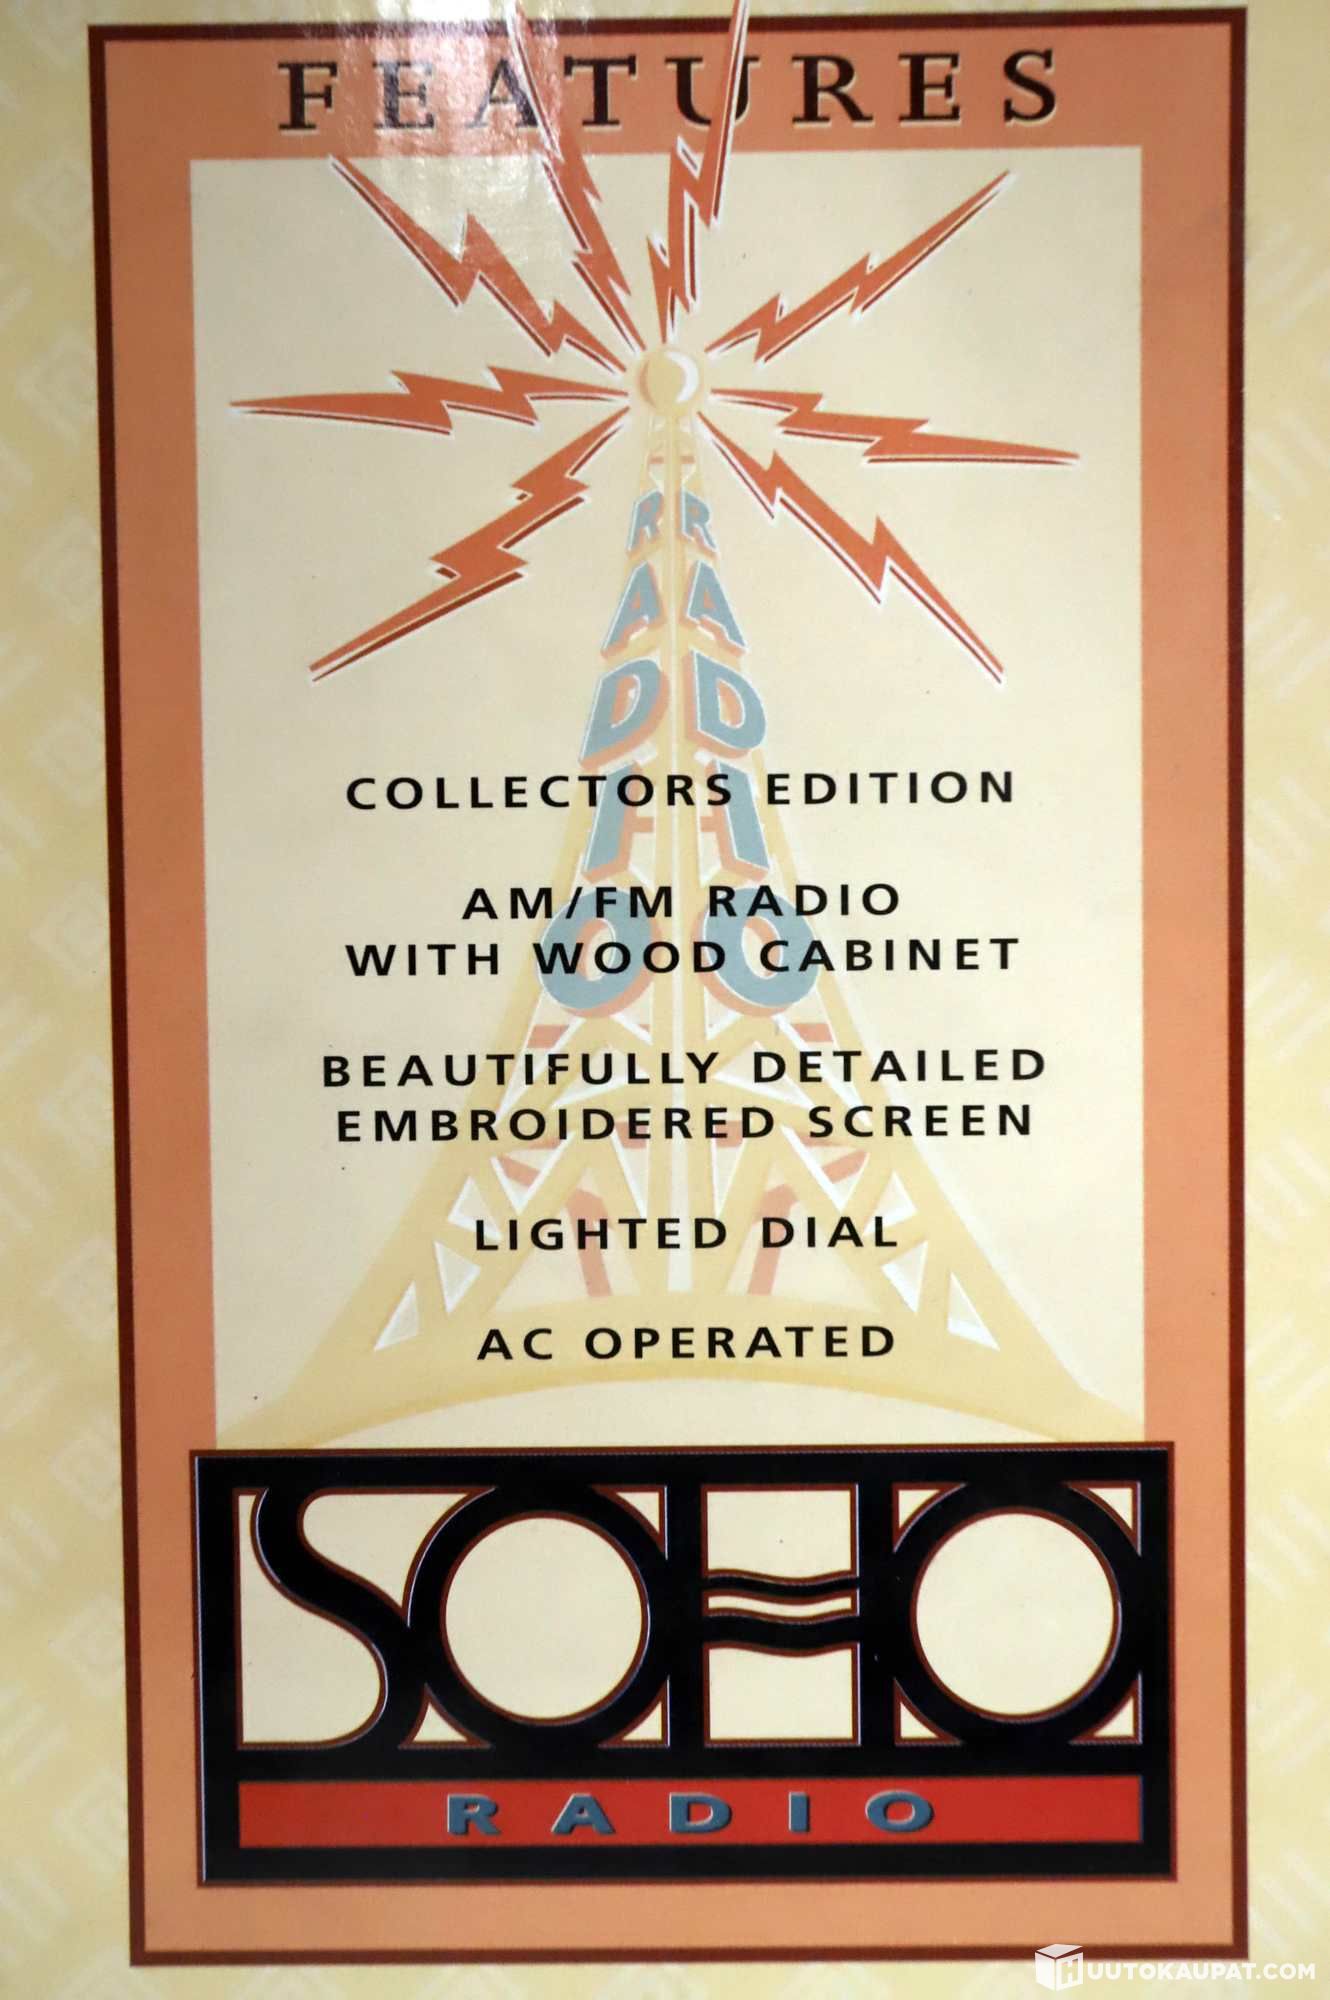 FEATURES
RADIO RADIO
COLLECTORS EDITION
AM/FM RADIO
WITH WOOD CABINET
BEAUTIFULLY DETAILED
EMBROIDERED SCREEN
LIGHTED DIAL
AC OPERATED
SOHO
RADIO
HUUTOKAUPAT.COM